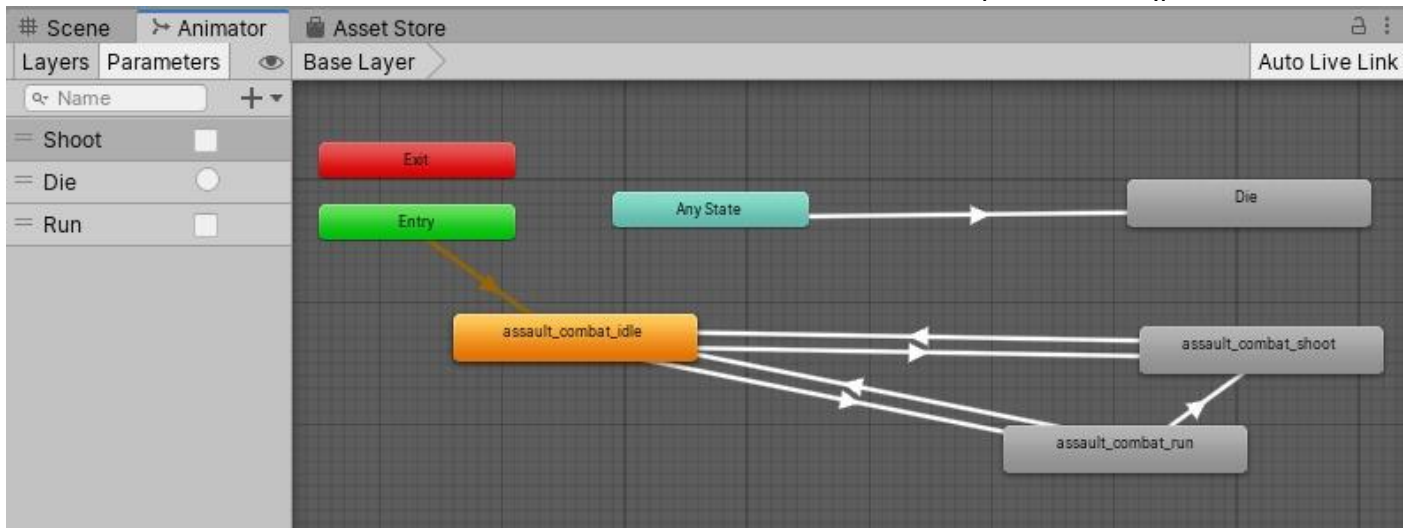 Scene Animator Asset Store
Layers Parameters Base Layer Auto Live Link
Name
Shoot
Die
Run
Exit
Entry
Any State
Die
assault_combat_idle
assault_combat_shoot
assault_combat_run